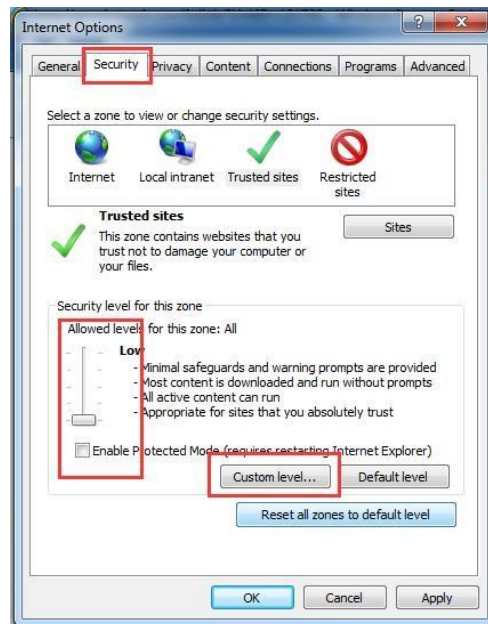 Internet Options
?
X
General Security Privacy Content Connections Programs Advanced
Select a zone to view or change security settings.
Internet Local intranet Trusted sites Restricted
sites
Trusted sites
Sites
This zone contains websites that you
trust not to damage your computer or
your files.
Security level for this zone
Allowed levels for this zone: All
Low
- Minimal safeguards and warning prompts are provided
- Most content is downloaded and run without prompts
- All active content can run
- Appropriate for sites that you absolutely trust
Enable Protected Mode (requires restarting Internet Explorer)
Custom level... Default level
Reset all zones to default level
OK Cancel Apply